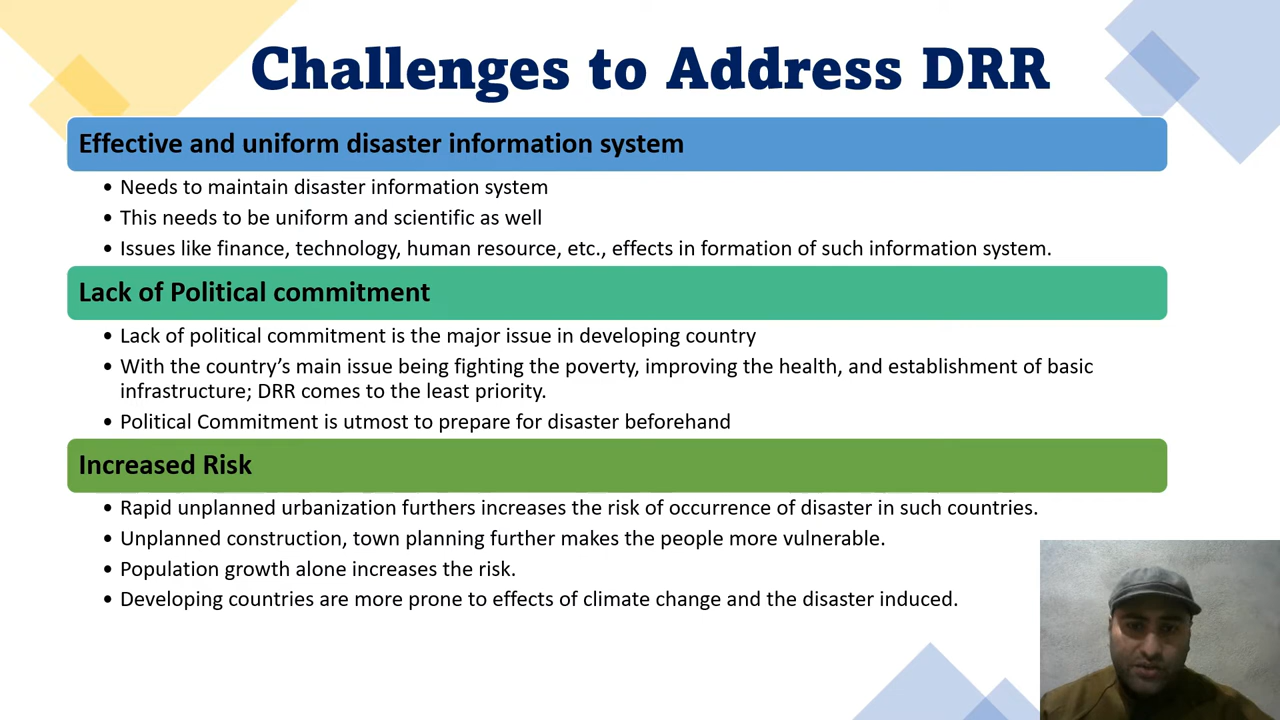 Challenges to Address DRR
Effective and uniform disaster information system
• Needs to maintain disaster information system
• This needs to be uniform and scientific as well
• Issues like finance, technology, human resource, etc., effects in formation of such information system.
Lack of Political commitment
• Lack of political commitment is the major issue in developing country
• With the country's main issue being fighting the poverty, improving the health, and establishment of basic
infrastructure; DRR comes to the least priority.
• Political Commitment is utmost to prepare for disaster beforehand
Increased Risk
• Rapid unplanned urbanization furthers increases the risk of occurrence of disaster in such countries.
• Unplanned construction, town planning further makes the people more vulnerable.
• Population growth alone increases the risk.
• Developing countries are more prone to effects of climate change and the disaster induced.